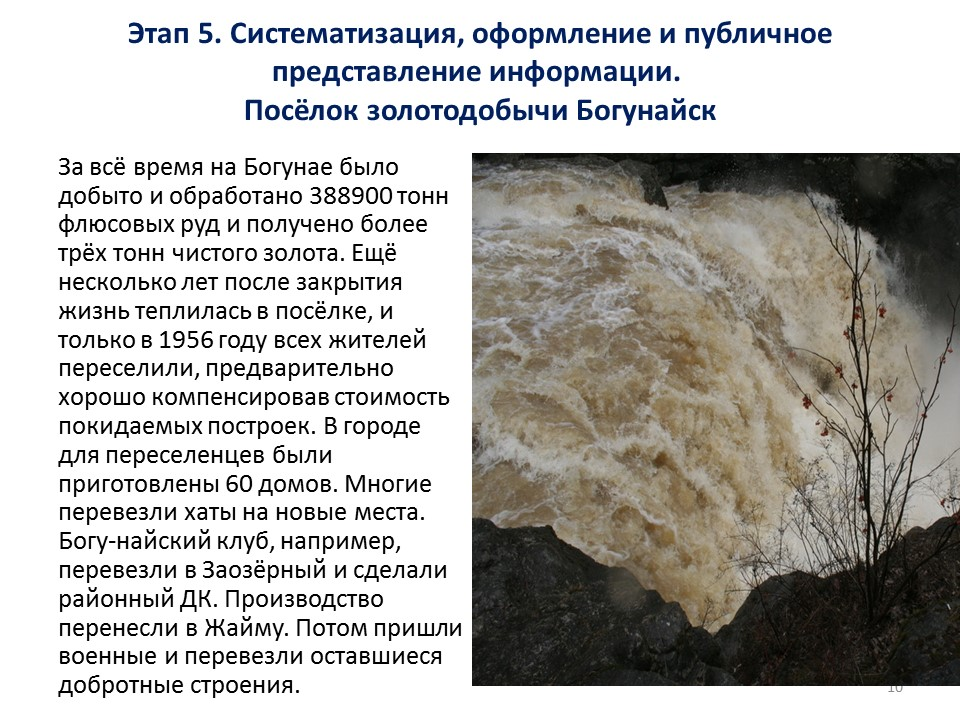 Этап 5. Систематизация, оформление и публичное
представление информации.
Посёлок золотодобычи Богунайск
За всё время на Богунае было
добыто и обработано 388900 тонн
флюсовых руд и получено более
трёх тонн чистого золота. Ещё
несколько лет после закрытия
жизнь теплилась в посёлке, и
только в 1956 году всех жителей
переселили, предварительно
хорошо компенсировав стоимость
покидаемых построек. В городе
для переселенцев были
приготовлены 60 домов. Многие
перевезли хаты на новые места.
Богу-найский клуб, например,
перевезли в Заозёрный и сделали
районный ДК. Производство
перенесли в Жайму. Потом пришли
военные и перевезли оставшиеся
добротные строения.
10